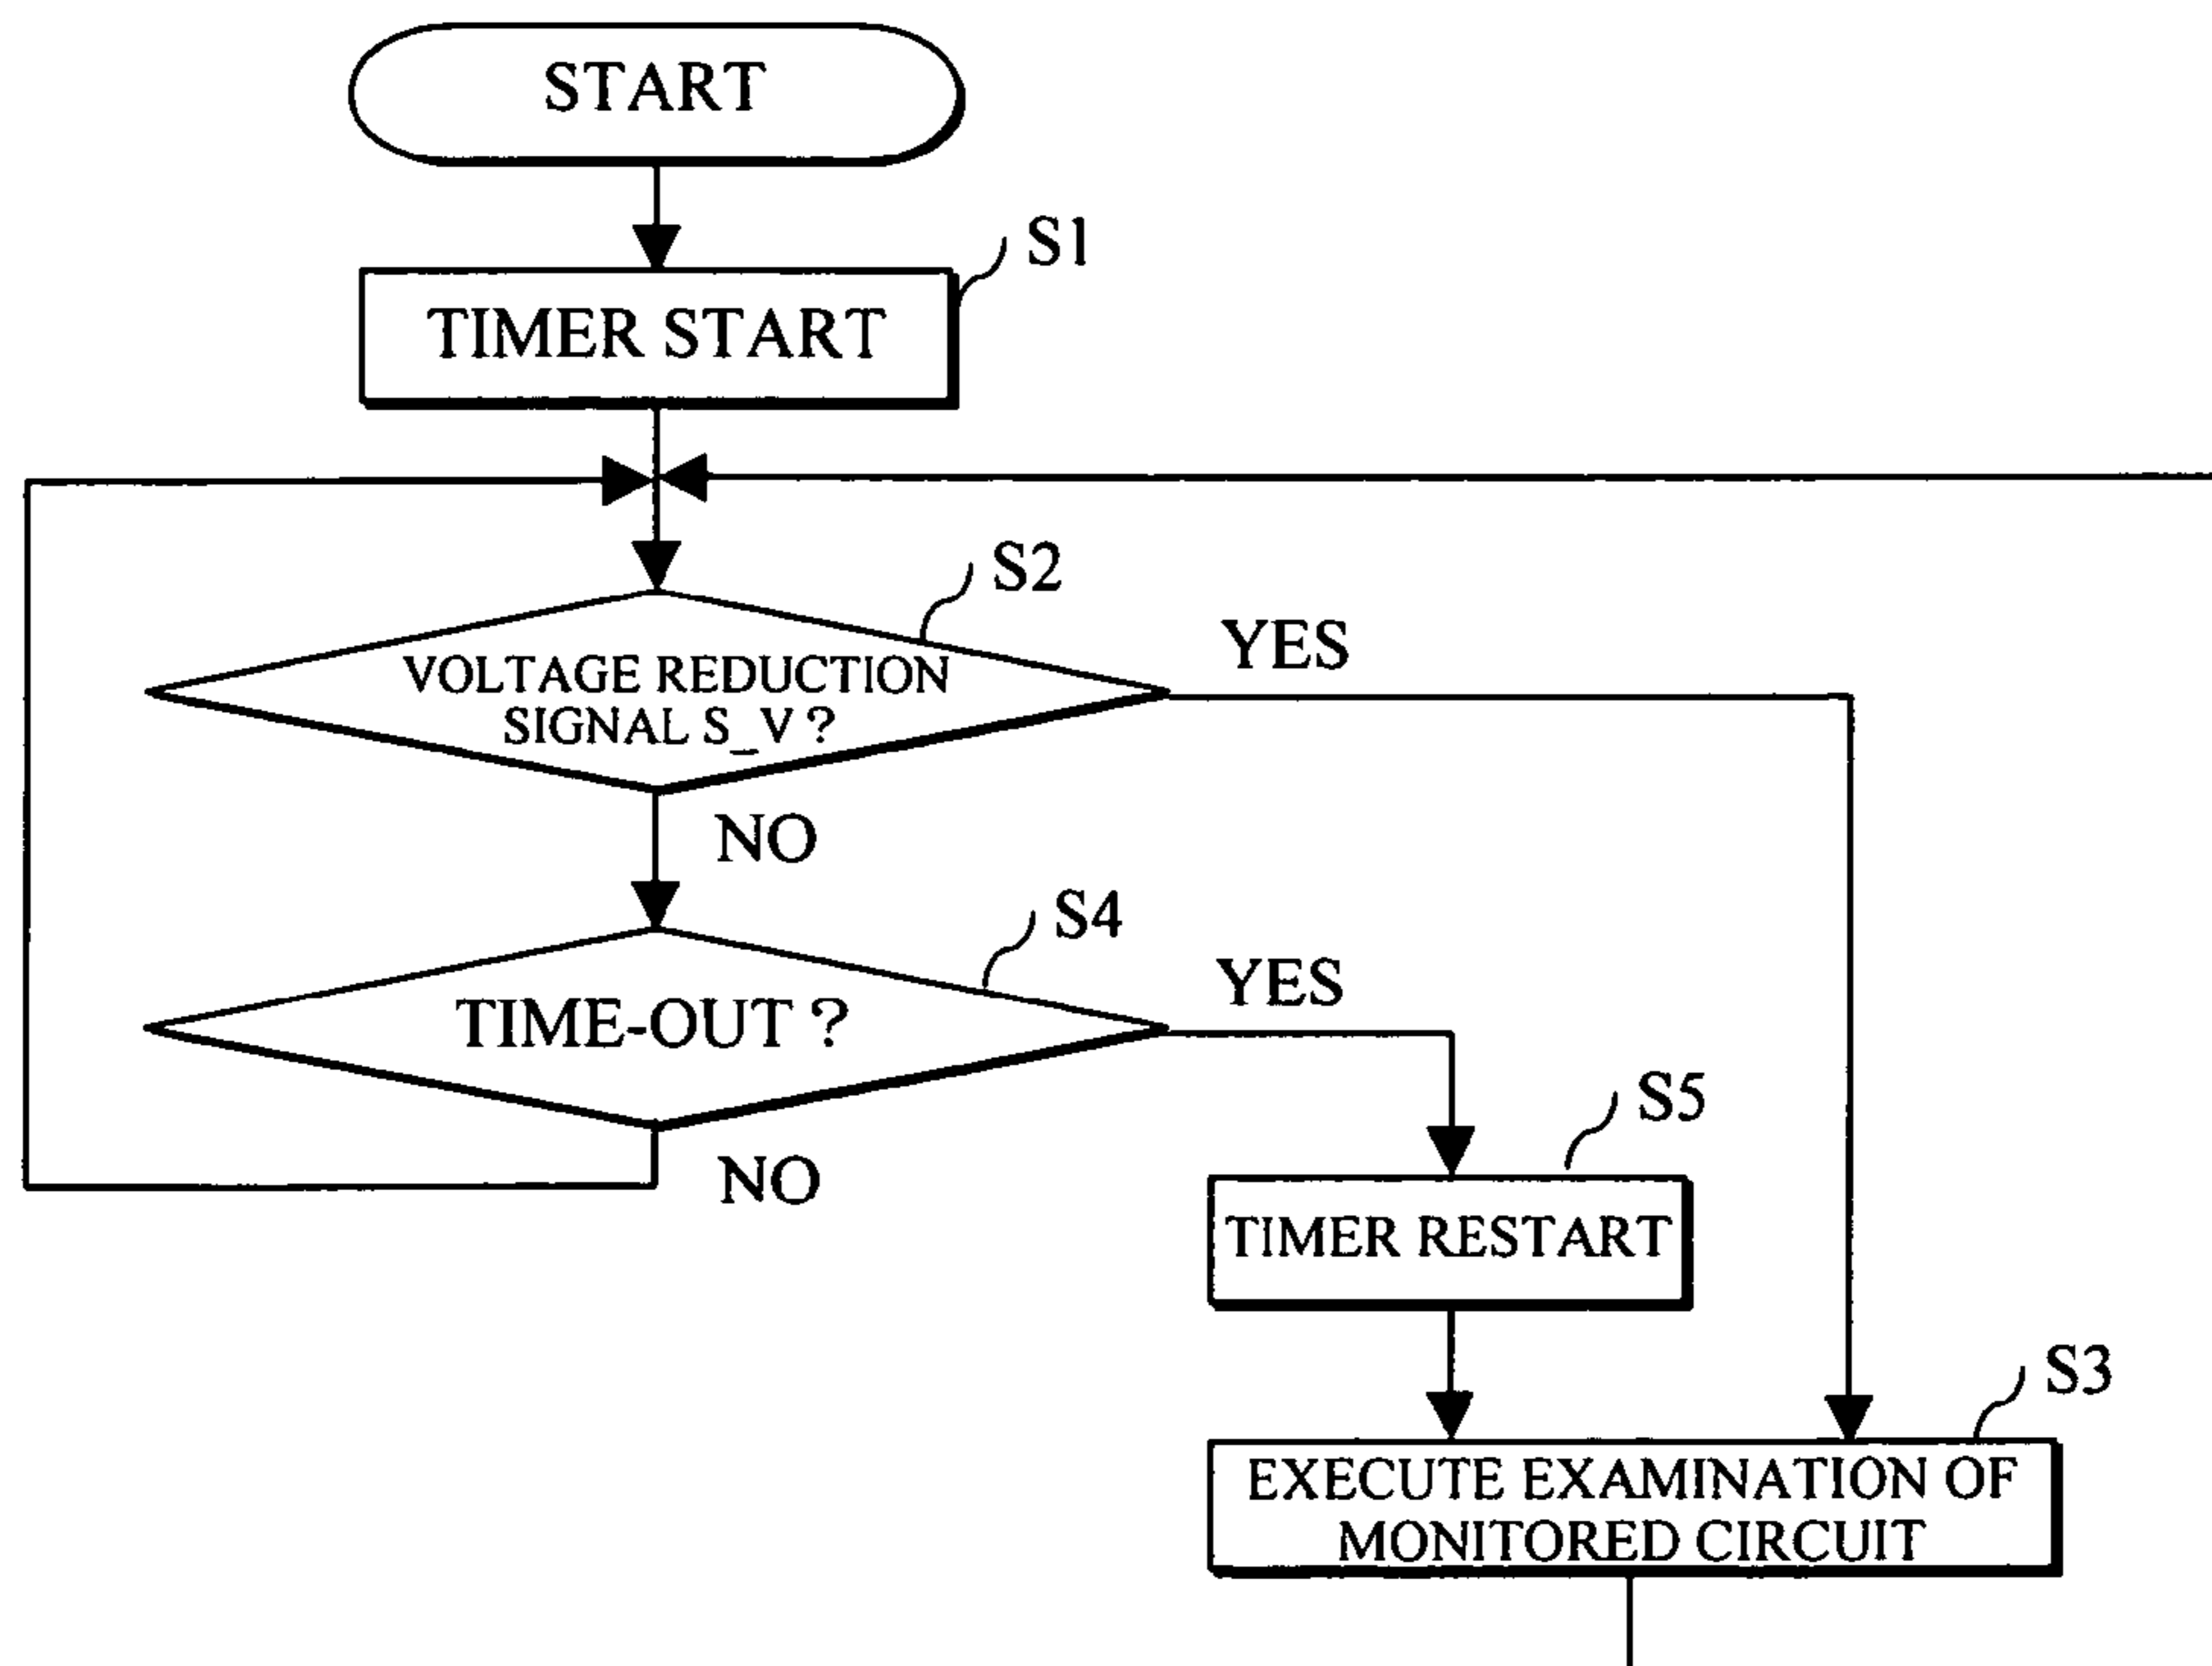 START
S1
TIMER START
S2
VOLTAGE REDUCTION
SIGNAL S_V ?
YES
NO
S4
TIME-OUT ?
YES
NO
S5
TIMER RESTART
S3
EXECUTE EXAMINATION OF
MONITORED CIRCUIT